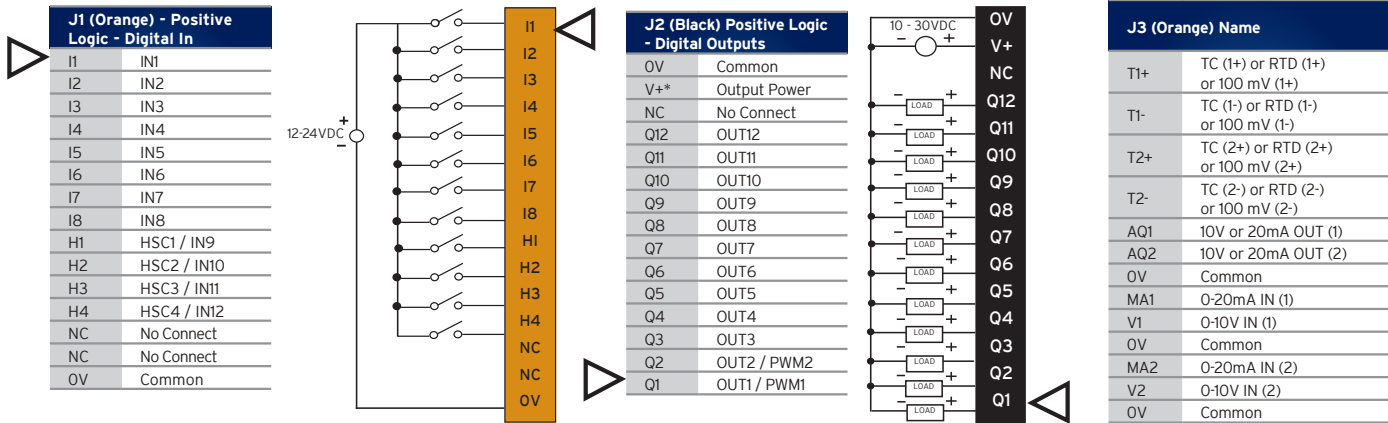 J1 (Orange) - Positive
Logic - Digital In
I1 IN1
I2 IN2
I3 IN3
I4 IN4
I5 IN5
I6 IN6
I7 IN7
I8 IN8
H1 HSC1 / IN9
H2 HSC2 / IN10
H3 HSC3 / IN11
H4 HSC4 / IN12
NC No Connect
NC No Connect
0V Common
12-24VDC
+
−
I1
I2
I3
I4
I5
I6
I7
I8
HI
H2
H3
H4
NC
NC
0V
J2 (Black) Positive Logic
- Digital Outputs
0V Common
V+* Output Power
NC No Connect
Q12 OUT12
Q11 OUT11
Q10 OUT10
Q9 OUT9
Q8 OUT8
Q7 OUT7
Q6 OUT6
Q5 OUT5
Q4 OUT4
Q3 OUT3
Q2 OUT2 / PWM2
Q1 OUT1 / PWM1
10 - 30VDC
0V
− + V+
NC
− LOAD + Q12
− LOAD + Q11
− LOAD + Q10
− LOAD + Q9
− LOAD + Q8
− LOAD + Q7
− LOAD + Q6
− LOAD + Q5
− LOAD + Q4
− LOAD + Q3
− LOAD + Q2
− LOAD + Q1
J3 (Orange) Name
T1+ TC (1+) or RTD (1+)
or 100 mV (1+)
T1- TC (1-) or RTD (1-)
or 100 mV (1-)
T2+ TC (2+) or RTD (2+)
or 100 mV (2+)
T2- TC (2-) or RTD (2-)
or 100 mV (2-)
AQ1 10V or 20mA OUT (1)
AQ2 10V or 20mA OUT (2)
0V Common
MA1 0-20mA IN (1)
V1 0-10V IN (1)
0V Common
MA2 0-20mA IN (2)
V2 0-10V IN (2)
0V Common